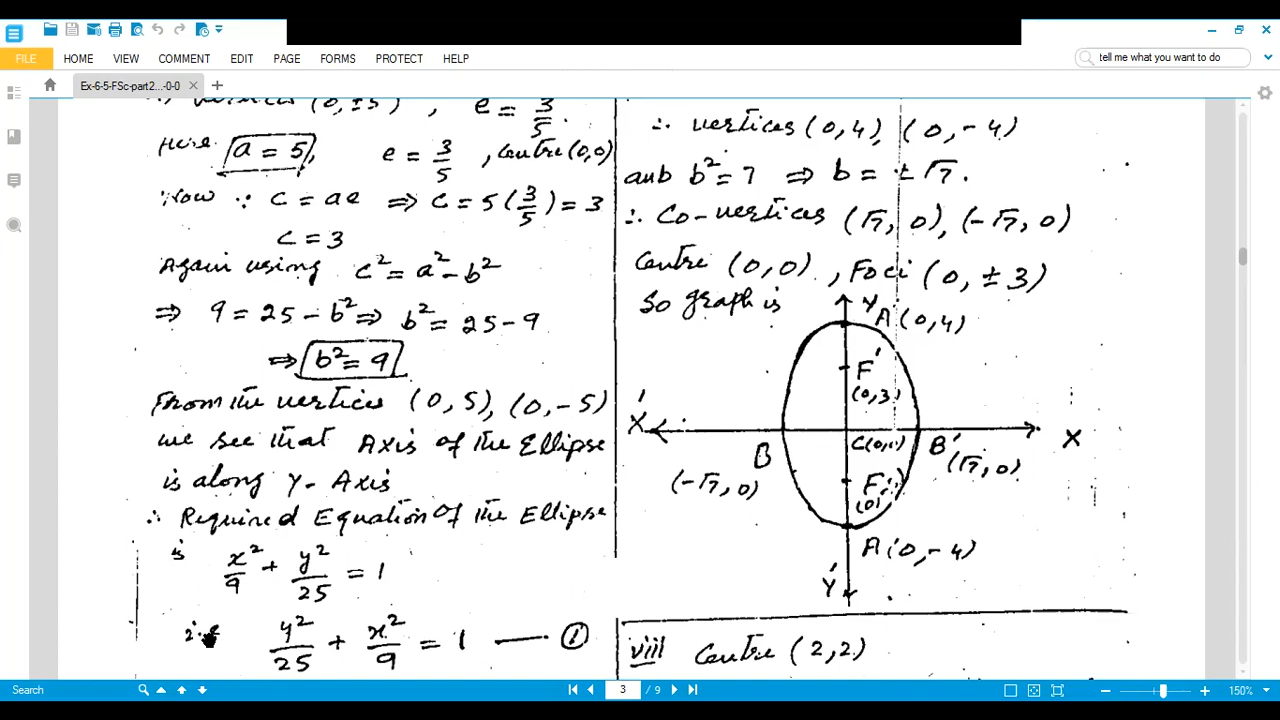 FILE HOME VIEW COMMENT EDIT PAGE FORMS PROTECT HELP
tell me what you want to do
Ex-6-5-FSc-part2...-0-0
∴ vertices (0, ±5) , e = 3/5 .
Here a = 5, e = 3/5 , Centre (0,0)
Now ∵ c = ae ⇒ c = 5 (3/5) = 3
c = 3
Again using c² = a² - b²
⇒ 9 = 25 - b² ⇒ b² = 25 - 9
⇒ b² = 9
From the vertices (0, 5), (0, -5)
we see that Axis of the Ellipse
is along Y-Axis
∴ Required Equation of the Ellipse
is x²/9 + y²/25 = 1
i.e y²/25 + x²/9 = 1 —— ①
∴ vertices (0, 4), (0, -4)
and b² = 7 ⇒ b = ±√7.
∴ Co-vertices (√7, 0), (-√7, 0)
Centre (0,0) , Foci (0, ±3)
So graph is
Y
A' (0, 4)
F'
(0, 3)
X'
C(0,0)
X
B
B'
(√7, 0)
(-√7, 0)
F
A (0, -4)
Y'
viii Centre (2, 2)
Search
3 / 9
150%